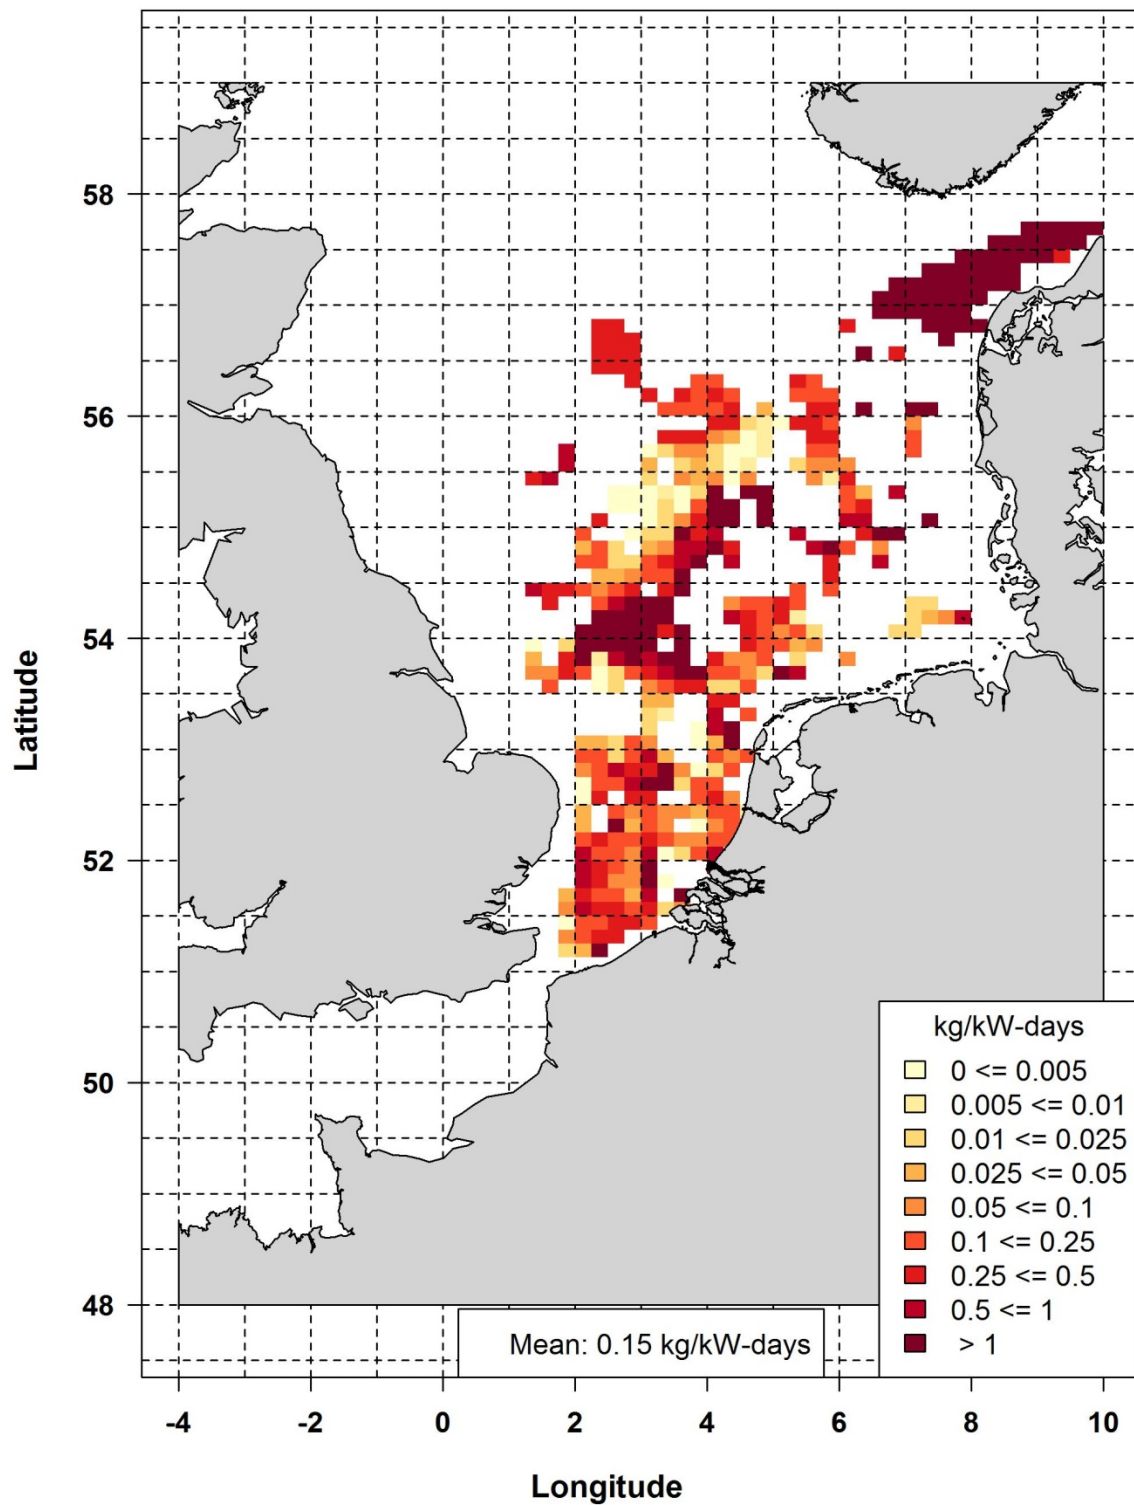 Latitude
58
56
54
52
50
48
kg/kW-days
0 <= 0.005
0.005 <= 0.01
0.01 <= 0.025
0.025 <= 0.05
0.05 <= 0.1
0.1 <= 0.25
0.25 <= 0.5
0.5 <= 1
> 1
Mean: 0.15 kg/kW-days
-4 -2 0 2 4 6 8 10
Longitude